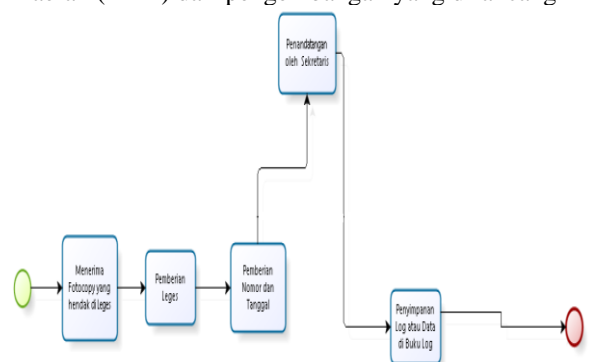 Penandatangan
oleh Sekretaris
Menerima
Fotocopy yang
hendak di leges
Pemberian
Leges
Pemberian
Nomor dan
Tanggal
Penyimpanan
Log atau Data
di Buku Log